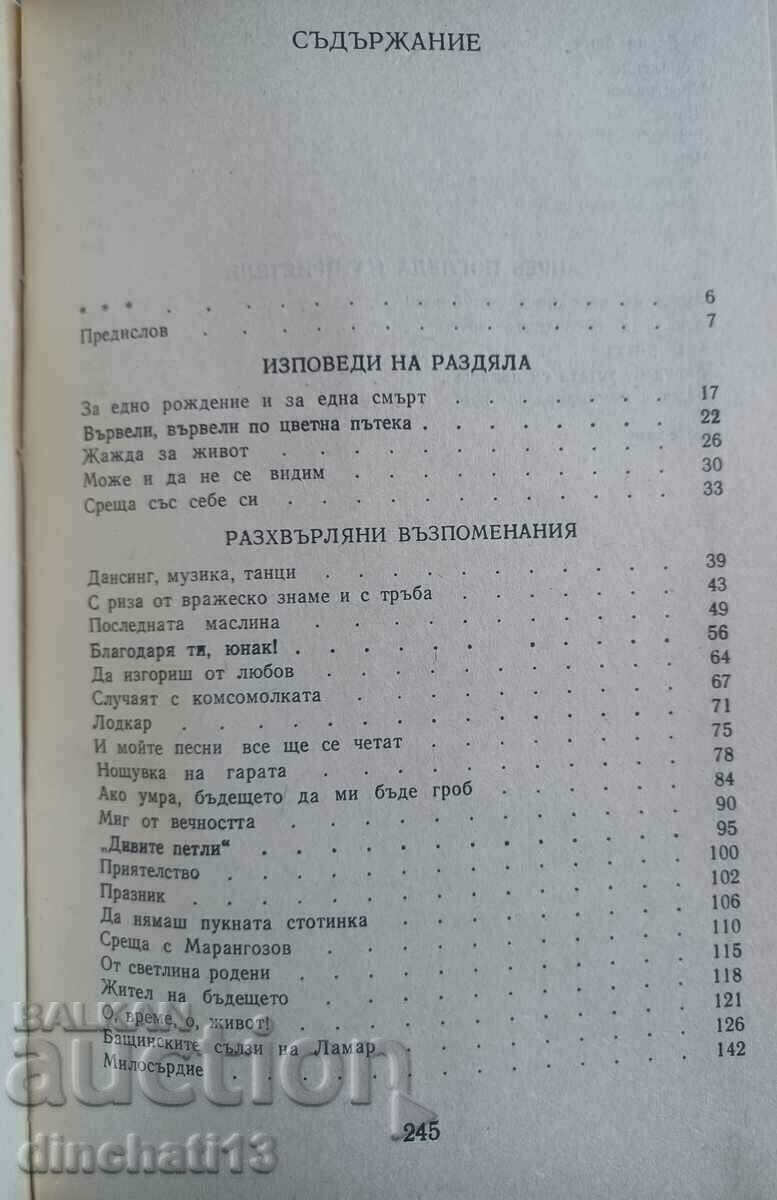 СЪДЪРЖАНИЕ
* * * . . . . . . . . . . . . . . . 6
Предислов . . . . . . . . . . . . . . 7
ИЗПОВЕДИ НА РАЗДЯЛА
За едно рождение и за една смърт . . . . . . . 17
Вървели, вървели по цветна пътека . . . . . . . 22
Жажда за живот . . . . . . . . . . . . 26
Може и да не се видим . . . . . . . . . . 30
Среща със себе си . . . . . . . . . . . . 33
РАЗХВЪРЛЯНИ ВЪЗПОМЕНАНИЯ
Дансинг, музика, танци . . . . . . . . . . 39
С риза от вражеско знаме и с тръба . . . . . . . 43
Последната маслина . . . . . . . . . . . 49
Благодаря ти, юнак! . . . . . . . . . . . 56
Да изгориш от любов . . . . . . . . . . . 64
Случаят с комсомолката . . . . . . . . . . 67
Лодкар . . . . . . . . . . . . . . 71
И мойте песни все ще се четат . . . . . . . . 75
Нощувка на гарата . . . . . . . . . . . 78
Ако умра, бъдещето да ми бъде гроб . . . . . . 84
Миг от вечността . . . . . . . . . . . . 90
„Дивите петли“ . . . . . . . . . . . . 95
Приятелство . . . . . . . . . . . . . 100
Празник . . . . . . . . . . . . . . 102
Да нямаш пукната стотинка . . . . . . . . . 106
Среща с Марангозов . . . . . . . . . . . 110
От светлина родени . . . . . . . . . . . 115
Жител на бъдещето . . . . . . . . . . . 118
О, време, о, живот! . . . . . . . . . . . 121
Бащинските сълзи на Ламар . . . . . . . . . 126
Милосърдие . . . . . . . . . . . . . 142
245
BALKAN
auction
dinchati13